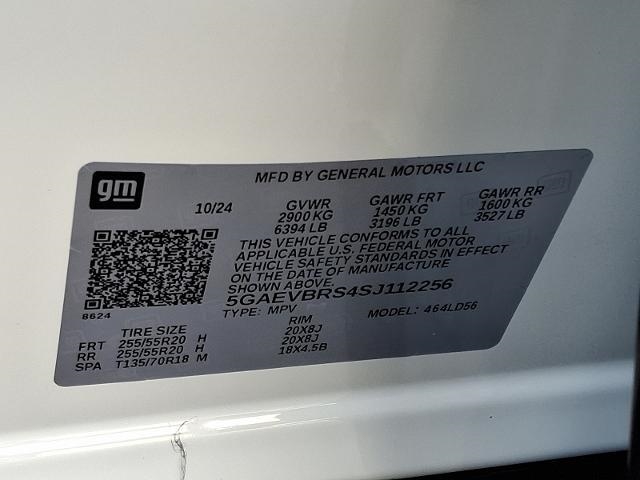 MFD BY GENERAL MOTORS LLC
gm
10/24
GVWR GAWR FRT GAWR RR
2900 KG 1450 KG 1600 KG
6394 LB 3196 LB 3527 LB
THIS VEHICLE CONFORMS TO ALL
APPLICABLE U.S. FEDERAL MOTOR
VEHICLE SAFETY STANDARDS IN EFFECT
ON THE DATE OF MANUFACTURE
SHOWN ABOVE.
5GAEVBRS4SJ112256
TYPE: MPV MODEL: 464LD56
8624
TIRE SIZE RIM
FRT 255/55R20 H 20X8J
RR 255/55R20 H 20X8J
SPA T135/70R18 M 18X4.5B